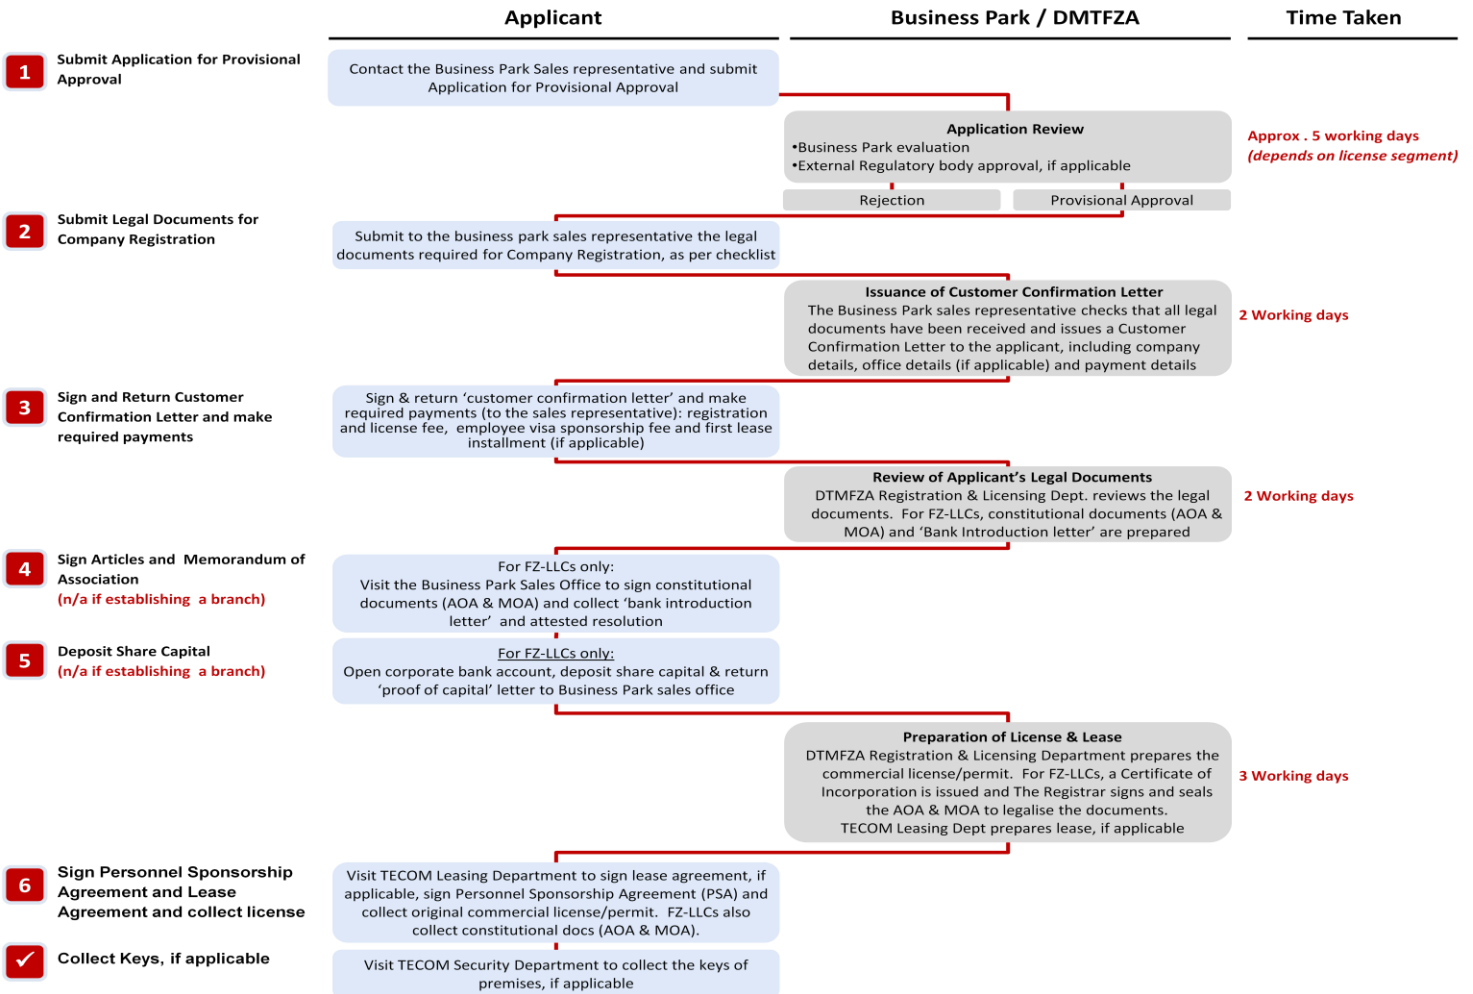 Applicant
Business Park / DMTFZA
Time Taken
1
Submit Application for Provisional
Approval
Contact the Business Park Sales representative and submit
Application for Provisional Approval
Application Review
•Business Park evaluation
•External Regulatory body approval, if applicable
Approx . 5 working days
(depends on license segment)
Rejection
Provisional Approval
2
Submit Legal Documents for
Company Registration
Submit to the business park sales representative the legal
documents required for Company Registration, as per checklist
Issuance of Customer Confirmation Letter
The Business Park sales representative checks that all legal
documents have been received and issues a Customer
Confirmation Letter to the applicant, including company
details, office details (if applicable) and payment details
2 Working days
3
Sign and Return Customer
Confirmation Letter and make
required payments
Sign & return ‘customer confirmation letter’ and make
required payments (to the sales representative): registration
and license fee, employee visa sponsorship fee and first lease
installment (if applicable)
Review of Applicant’s Legal Documents
DTMFZA Registration & Licensing Dept. reviews the legal
documents. For FZ-LLCs, constitutional documents (AOA &
MOA) and ‘Bank Introduction letter’ are prepared
2 Working days
4
Sign Articles and Memorandum of
Association
(n/a if establishing a branch)
For FZ-LLCs only:
Visit the Business Park Sales Office to sign constitutional
documents (AOA & MOA) and collect ‘bank introduction
letter’ and attested resolution
5
Deposit Share Capital
(n/a if establishing a branch)
For FZ-LLCs only:
Open corporate bank account, deposit share capital & return
‘proof of capital’ letter to Business Park sales office
Preparation of License & Lease
DTMFZA Registration & Licensing Department prepares the
commercial license/permit. For FZ-LLCs, a Certificate of
Incorporation is issued and The Registrar signs and seals
the AOA & MOA to legalise the documents.
TECOM Leasing Dept prepares lease, if applicable
3 Working days
6
Sign Personnel Sponsorship
Agreement and Lease
Agreement and collect license
Visit TECOM Leasing Department to sign lease agreement, if
applicable, sign Personnel Sponsorship Agreement (PSA) and
collect original commercial license/permit. FZ-LLCs also
collect constitutional docs (AOA & MOA).
Collect Keys, if applicable
Visit TECOM Security Department to collect the keys of
premises, if applicable